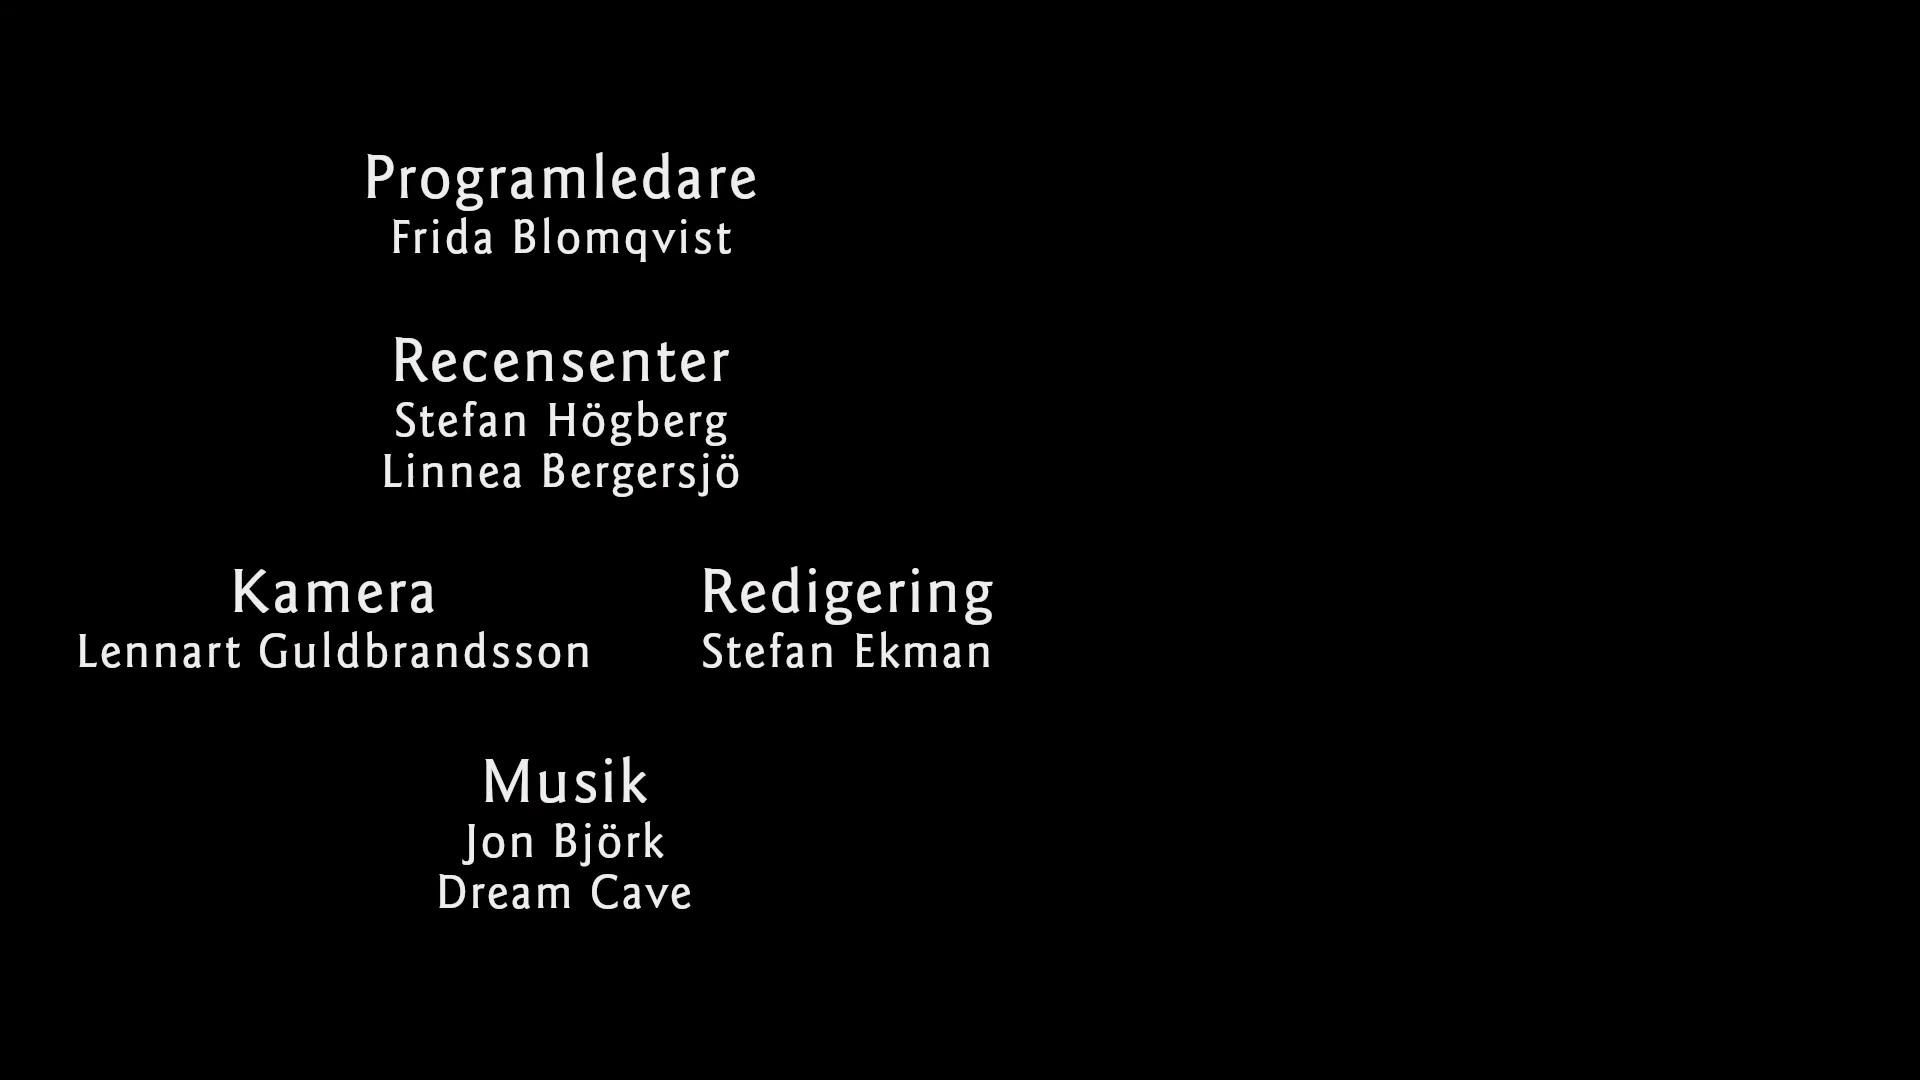 Programledare
Frida Blomqvist
Recensenter
Stefan Högberg
Linnea Bergersjö
Kamera
Lennart Guldbrandsson
Redigering
Stefan Ekman
Musik
Jon Björk
Dream Cave